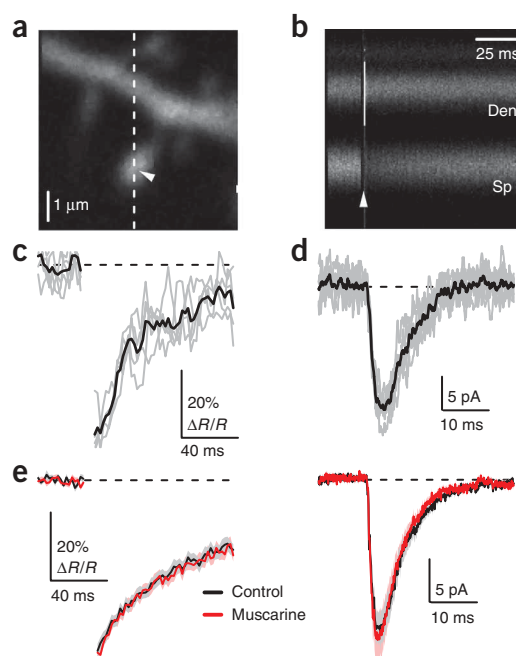 a
b
1 µm
25 ms
Den
Sp
c
d
20%
ΔR/R
40 ms
5 pA
10 ms
e
20%
ΔR/R
40 ms
Control
Muscarine
5 pA
10 ms